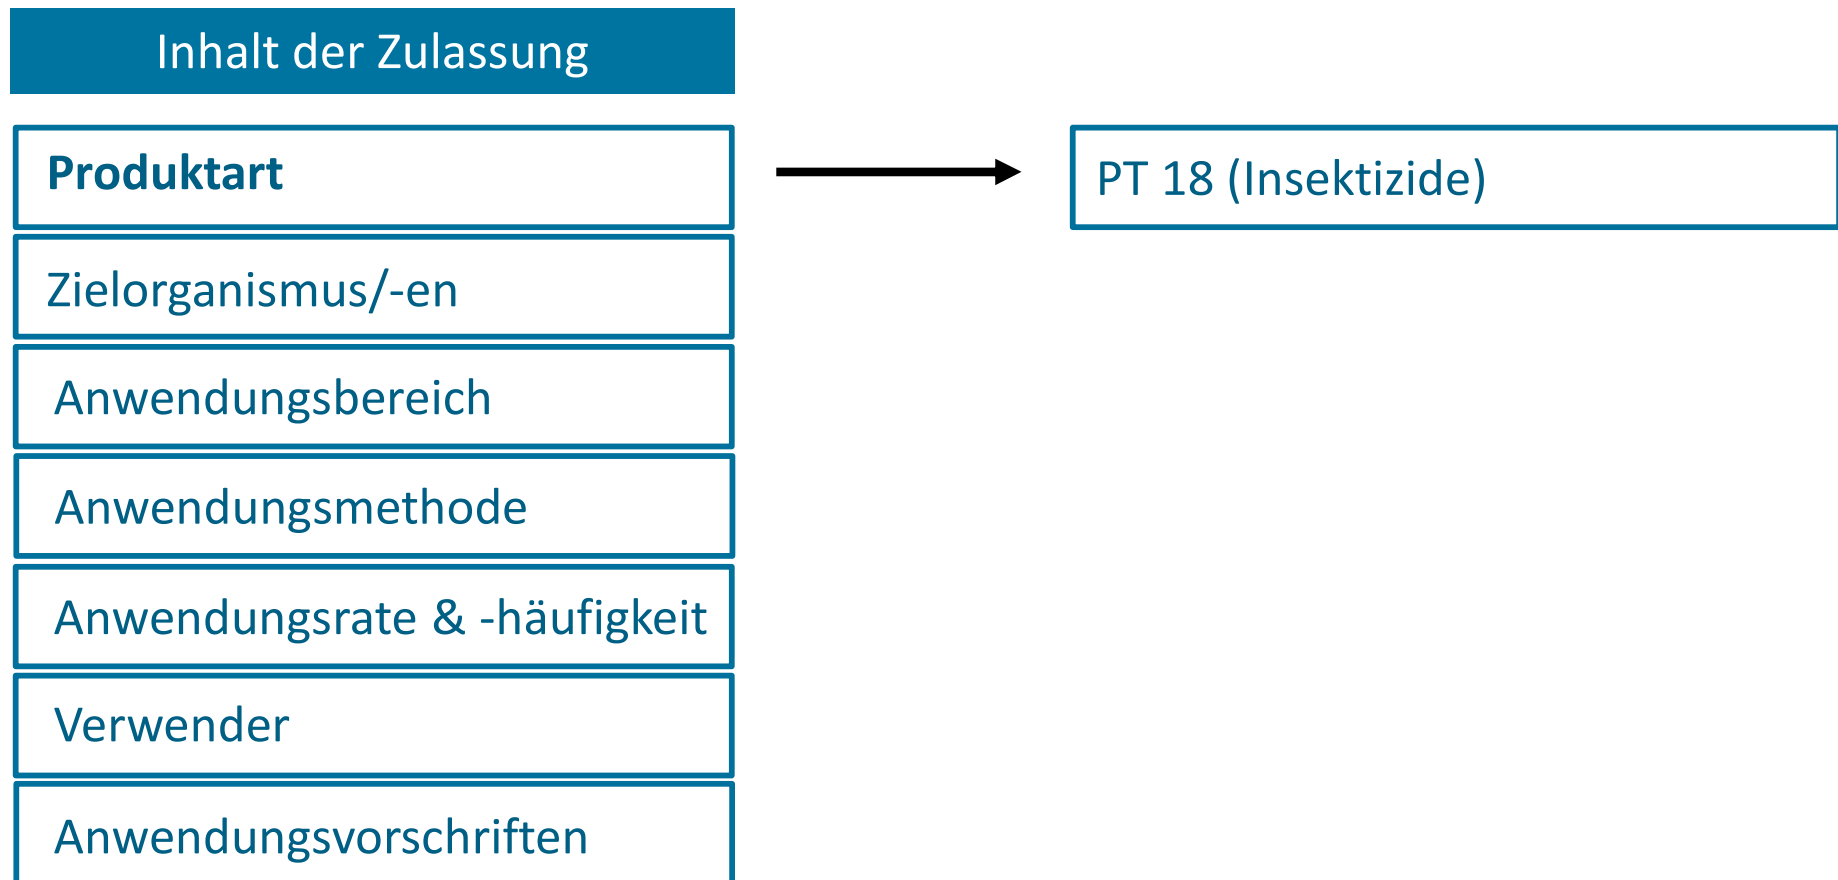 Inhalt der Zulassung
Produktart
PT 18 (Insektizide)
Zielorganismus/-en
Anwendungsbereich
Anwendungsmethode
Anwendungsrate & -häufigkeit
Verwender
Anwendungsvorschriften